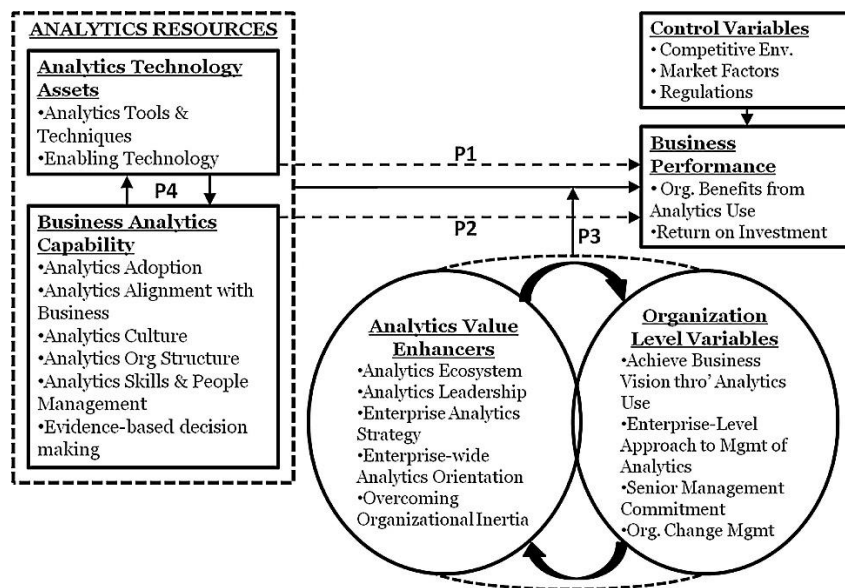 ANALYTICS RESOURCES
Analytics Technology
Assets
•Analytics Tools &
Techniques
•Enabling Technology
P4
Business Analytics
Capability
•Analytics Adoption
•Analytics Alignment with
Business
•Analytics Culture
•Analytics Org Structure
•Analytics Skills & People
Management
•Evidence-based decision
making
P1
P2
P3
Control Variables
• Competitive Env.
• Market Factors
• Regulations
Business
Performance
• Org. Benefits from
Analytics Use
•Return on Investment
Analytics Value
Enhancers
•Analytics Ecosystem
•Analytics Leadership
•Enterprise Analytics
Strategy
•Enterprise-wide
Analytics Orientation
•Overcoming
Organizational Inertia
Organization
Level Variables
•Achieve Business
Vision thro’ Analytics
Use
•Enterprise-Level
Approach to Mgmt of
Analytics
•Senior Management
Commitment
•Org. Change Mgmt